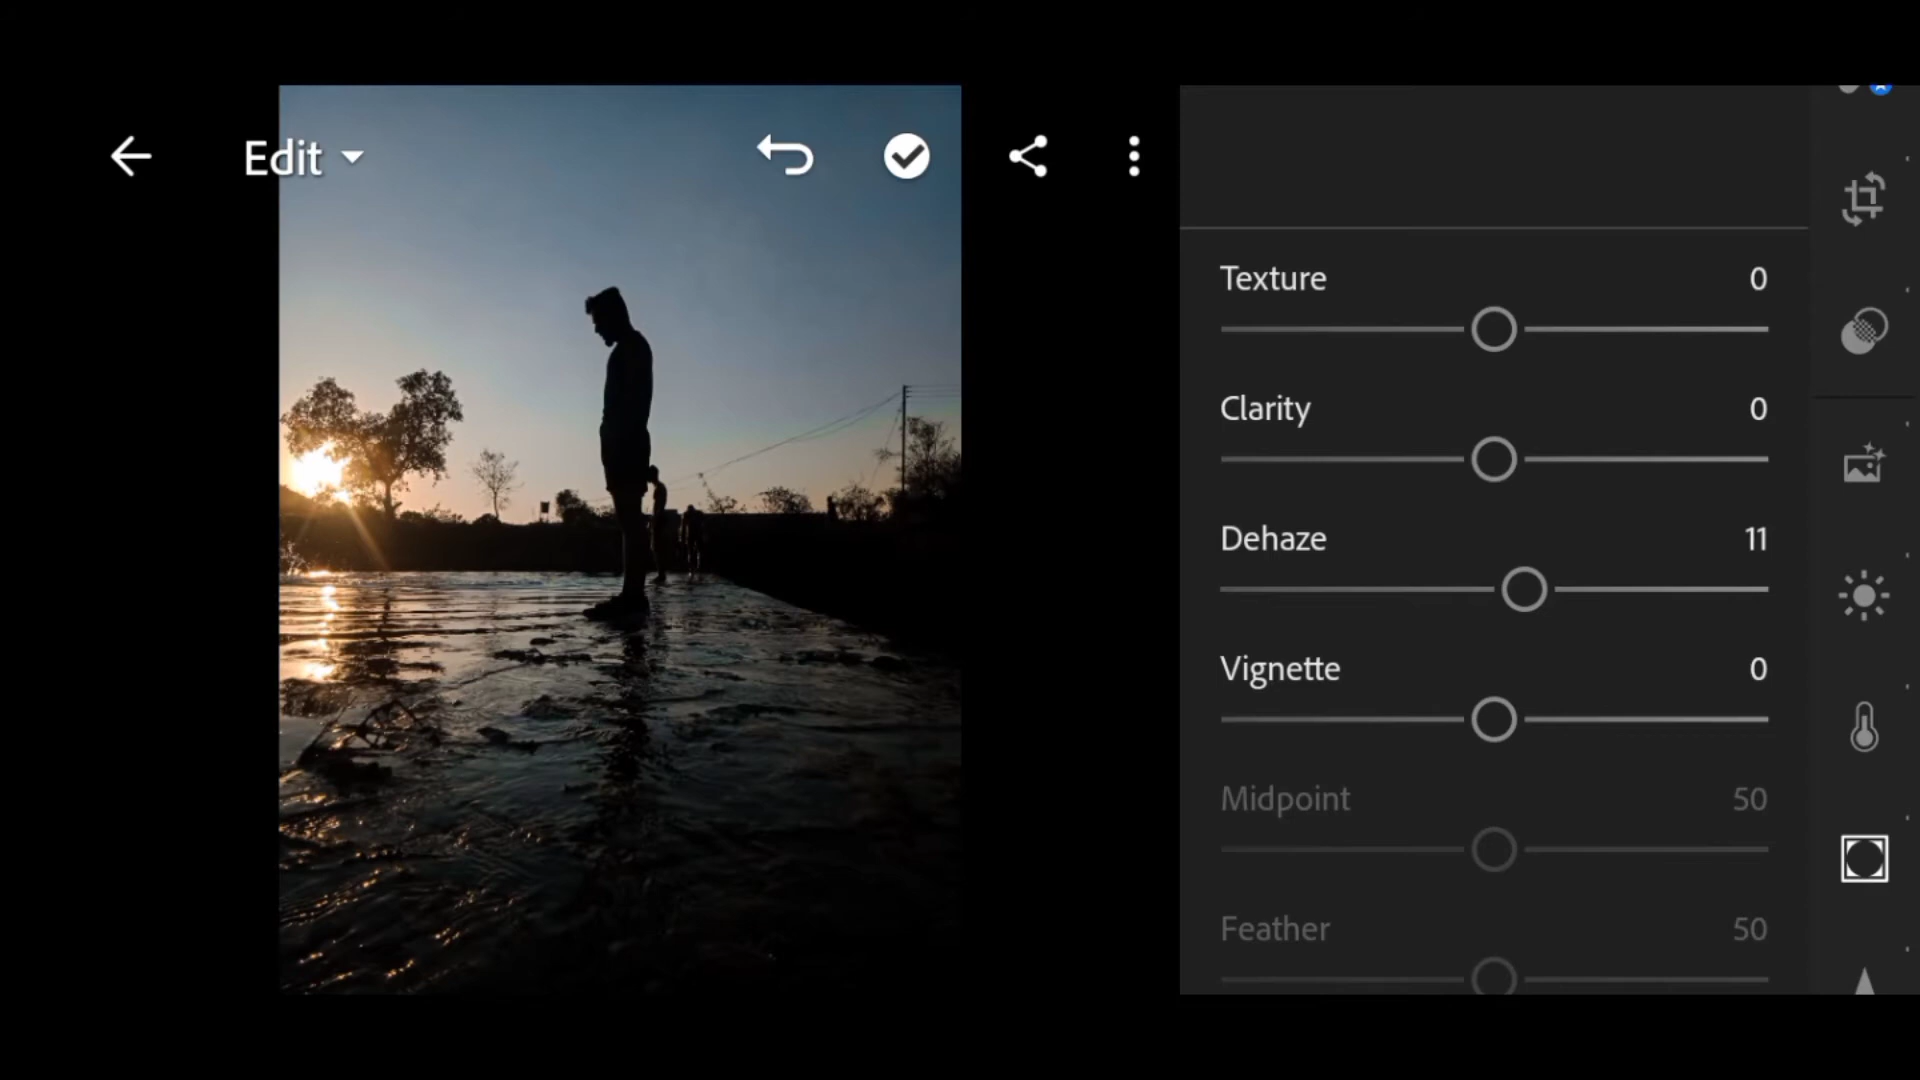 Edit
Texture 0
Clarity 0
Dehaze 11
Vignette 0
Midpoint 50
Feather 50